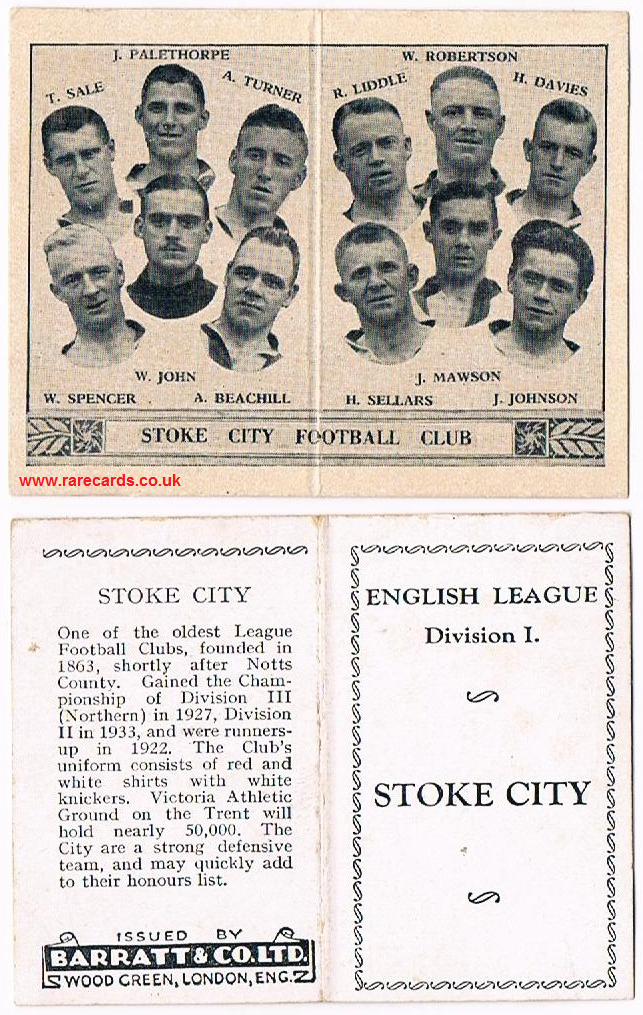 J. PALETHORPE
W. ROBERTSON
T. SALE
A. TURNER
R. LIDDLE
H. DAVIES
W. JOHN
J. MAWSON
W. SPENCER.
A. BEACHILL
H. SELLARS
J. JOHNSON
STOKE CITY FOOTBALL CLUB
www.rarecards.co.uk
STOKE CITY
One of the oldest League
Football Clubs, founded in
1863, shortly after Notts
County. Gained the Cham-
pionship of Division III
(Northern) in 1927, Division
II in 1933, and were runners-
up in 1922. The Club's
uniform consists of red and
white shirts with white
knickers. Victoria Athletic
Ground on the Trent will
hold nearly 50,000. The
City are a strong defensive
team, and may quickly add
to their honours list.
ISSUED BY
BARRATT & CO. LTD.
WOOD GREEN, LONDON, ENG.
ENGLISH LEAGUE
Division I.
STOKE CITY